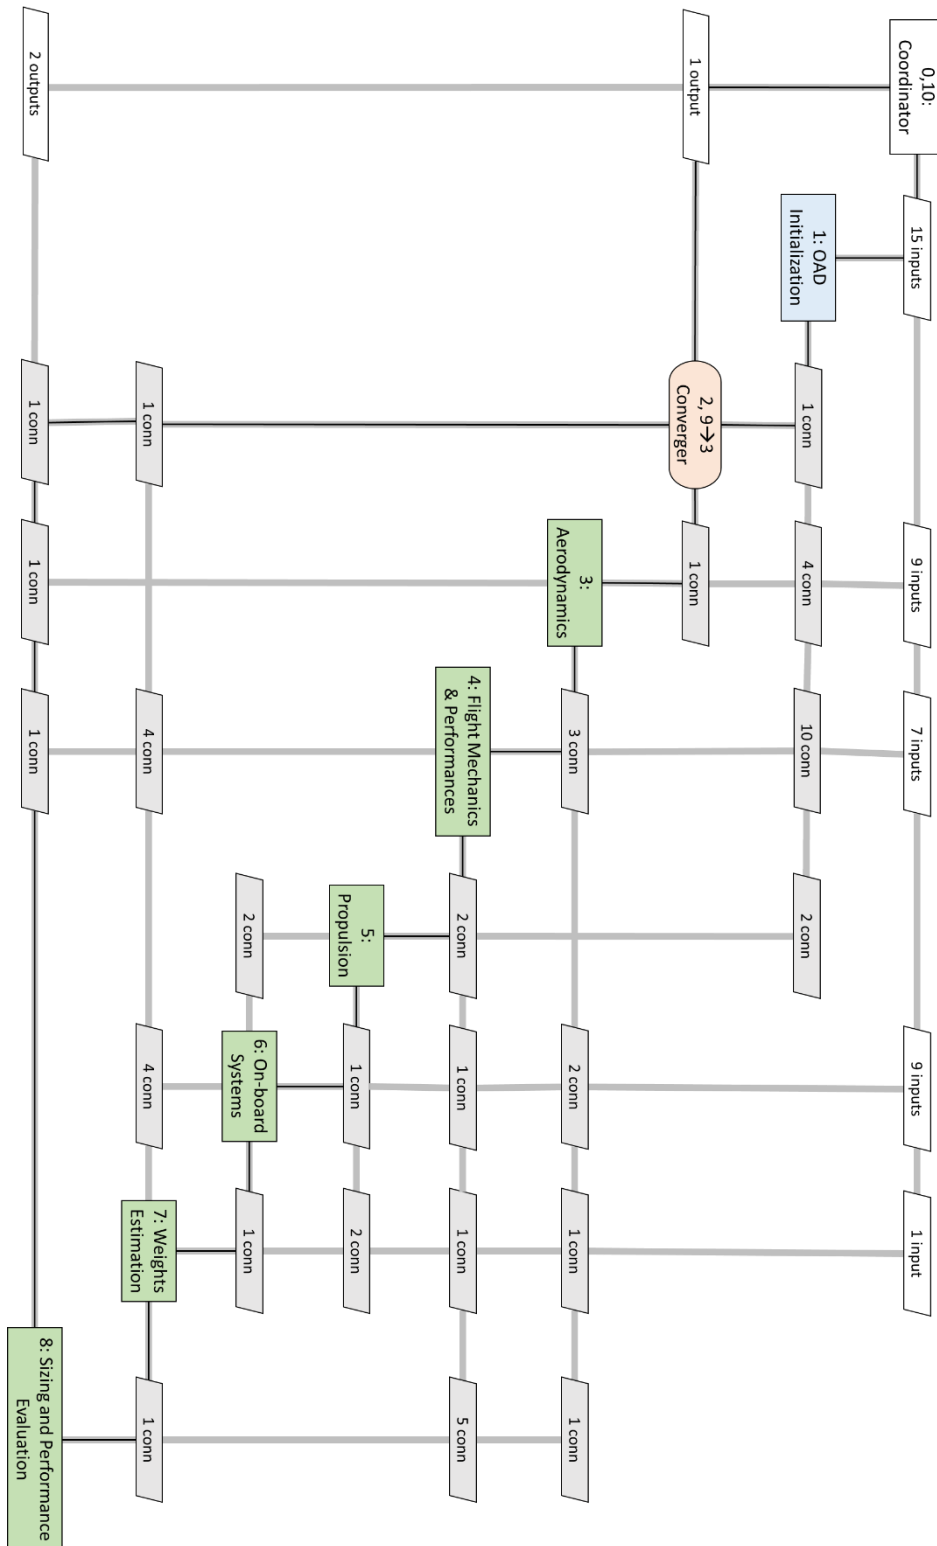 0,10:
Coordinator
15 inputs
9 inputs
7 inputs
9 inputs
1 input
1: OAD
Initialization
1 conn
4 conn
10 conn
2 conn
1 output
2, 9→3
Converger
1 conn
3:
Aerodynamics
3 conn
2 conn
1 conn
1 conn
4: Flight Mechanics
& Performances
2 conn
1 conn
1 conn
5 conn
5:
Propulsion
1 conn
2 conn
2 conn
6: On-board
Systems
1 conn
1 conn
4 conn
4 conn
7: Weights
Estimation
1 conn
2 outputs
1 conn
1 conn
1 conn
8: Sizing and Performance
Evaluation